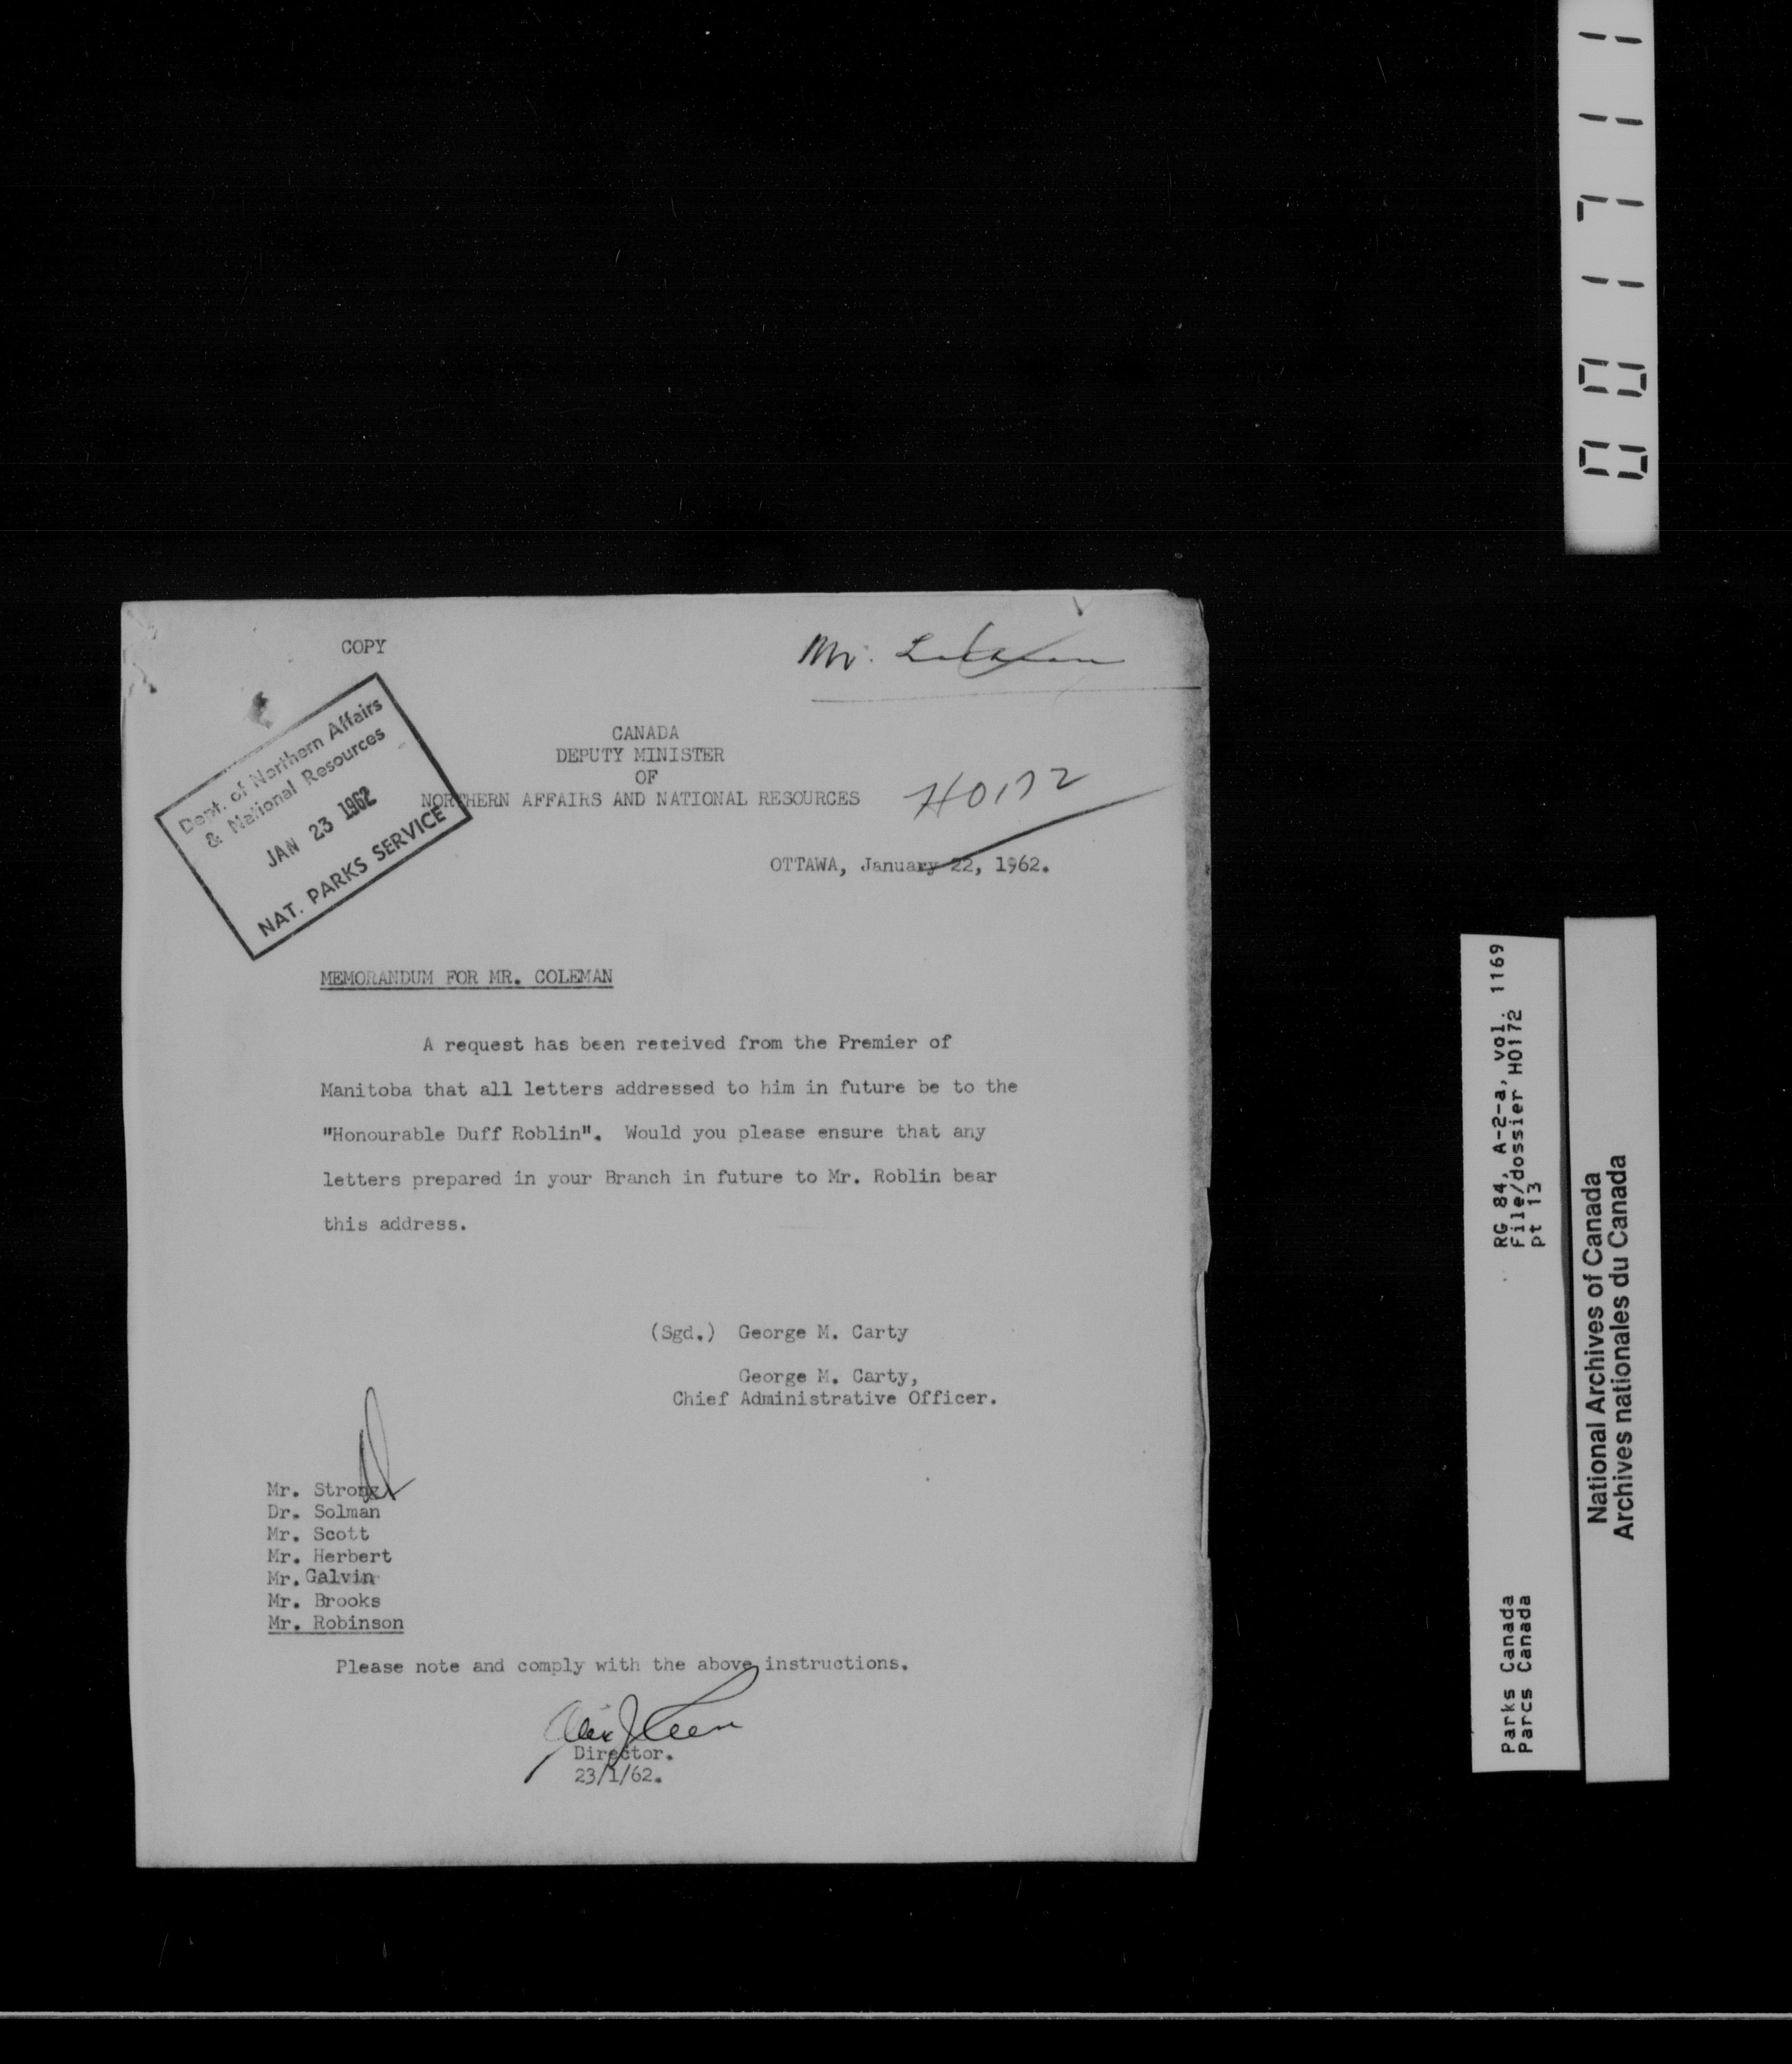 COPY
Mr.
Dept. of Northern Affairs
& National Resources
JAN 23 1962
NAT. PARKS SERVICE
CANADA
DEPUTY MINISTER
OF
NORTHERN AFFAIRS AND NATIONAL RESOURCES
H0172
OTTAWA, January 22, 1962.
MEMORANDUM FOR MR. COLEMAN
A request has been received from the Premier of
Manitoba that all letters addressed to him in future be to the
"Honourable Duff Roblin". Would you please ensure that any
letters prepared in your Branch in future to Mr. Roblin bear
this address.
(Sgd.) George M. Carty
George M. Carty,
Chief Administrative Officer.
Mr. Strong
Dr. Solman
Mr. Scott
Mr. Herbert
Mr. Galvin
Mr. Brooks
Mr. Robinson
Please note and comply with the above instructions.
Director.
23/1/62.
001711
RG 84, A-2-a, vol. 1169
File/dossier H0172
pt 13
Parks Canada
Parcs Canada
National Archives of Canada
Archives nationales du Canada